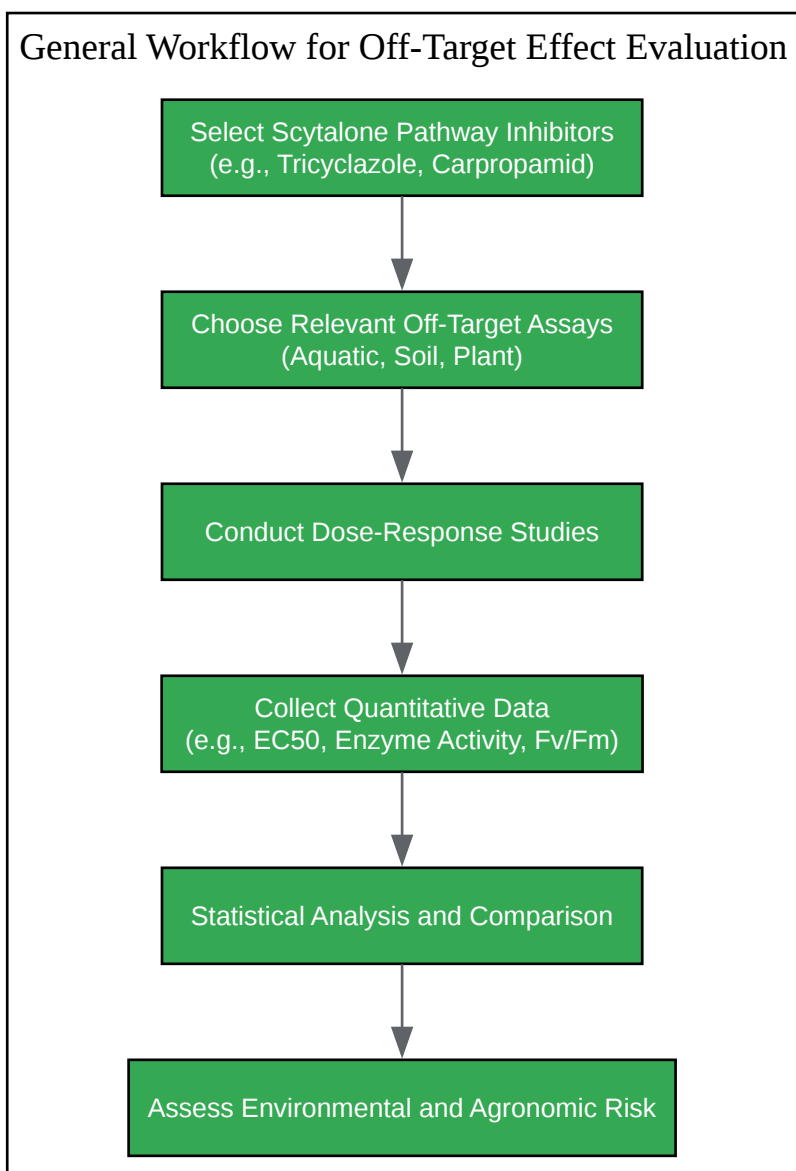 General Workflow for Off-Target Effect Evaluation
Select Scytalone Pathway Inhibitors
(e.g., Tricyclazole, Carpropamid)
Choose Relevant Off-Target Assays
(Aquatic, Soil, Plant)
Conduct Dose-Response Studies
Collect Quantitative Data
(e.g., EC50, Enzyme Activity, Fv/Fm)
Statistical Analysis and Comparison
Assess Environmental and Agronomic Risk